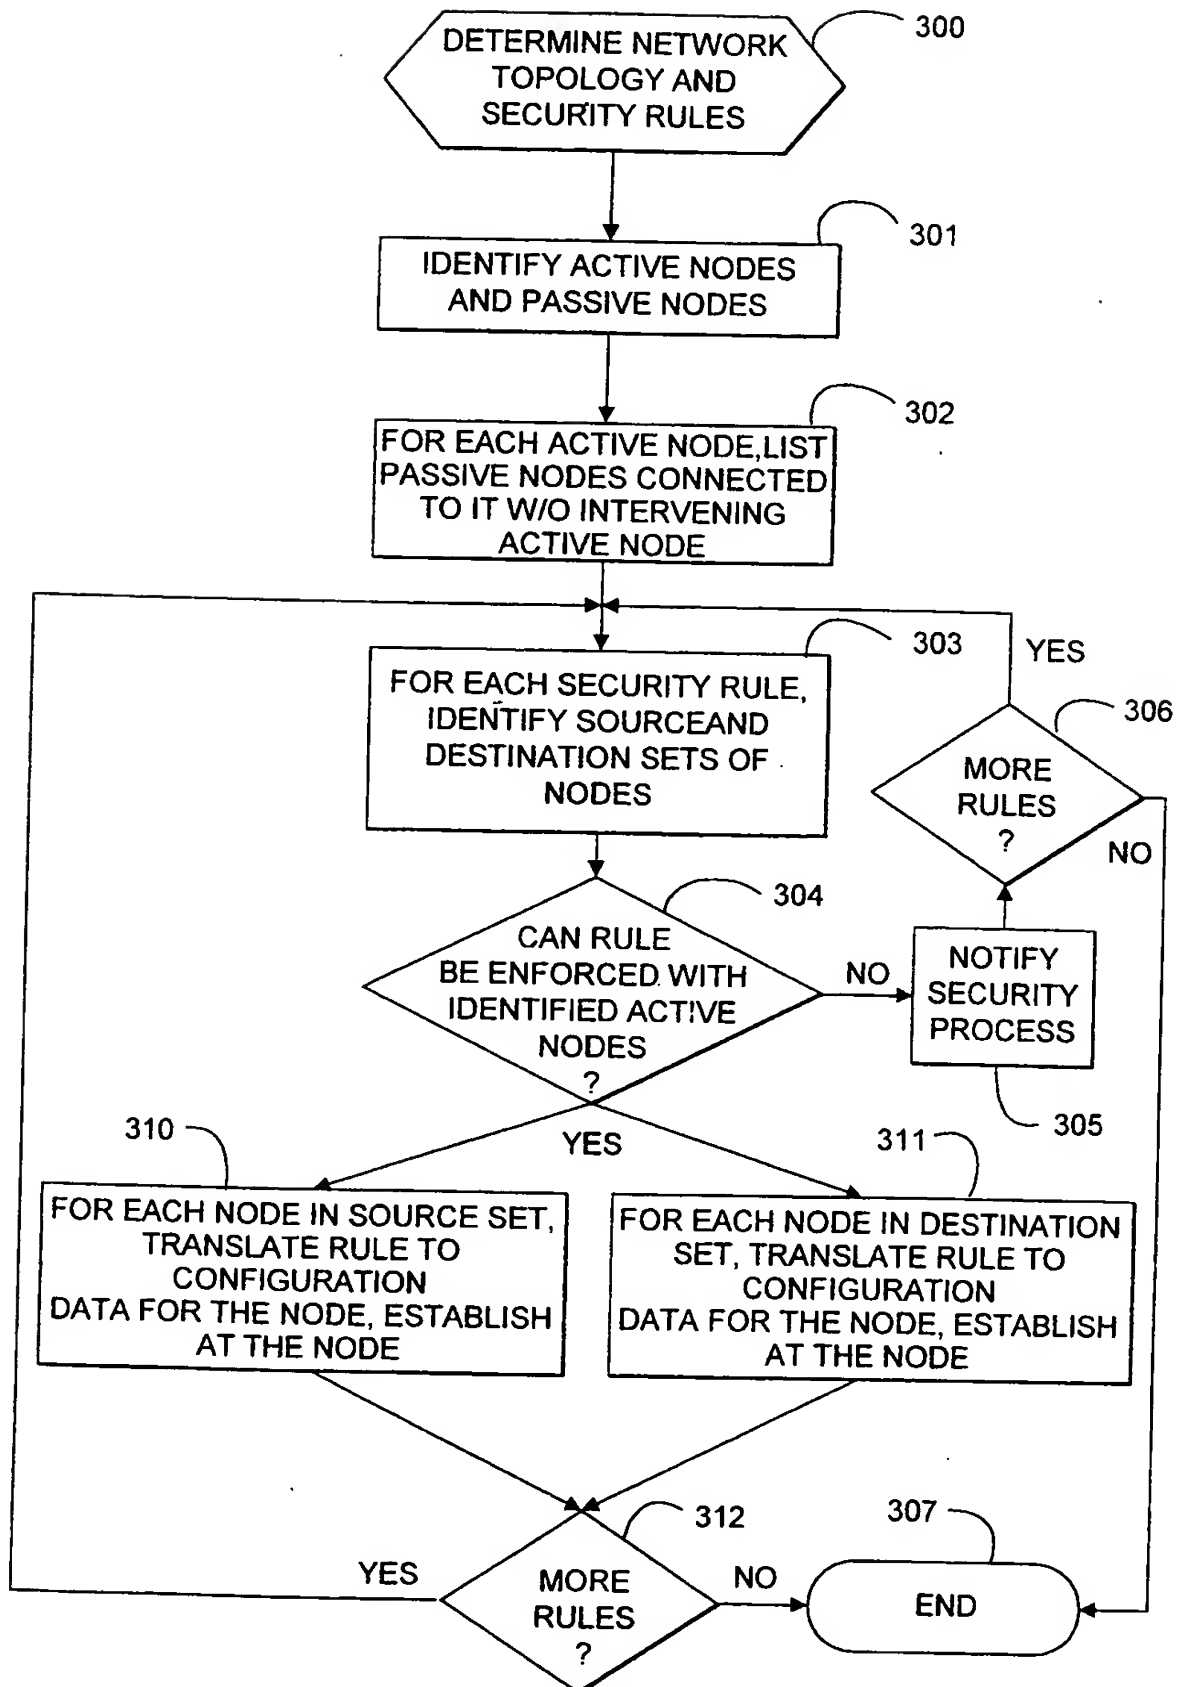 DETERMINE NETWORK
TOPOLOGY AND
SECURITY RULES
300
IDENTIFY ACTIVE NODES
AND PASSIVE NODES
301
FOR EACH ACTIVE NODE,LIST
PASSIVE NODES CONNECTED
TO IT W/O INTERVENING
ACTIVE NODE
302
FOR EACH SECURITY RULE,
IDENTIFY SOURCEAND
DESTINATION SETS OF
NODES
303
YES
MORE
RULES
?
306
NO
CAN RULE
BE ENFORCED WITH
IDENTIFIED ACTIVE
NODES
?
304
NO
NOTIFY
SECURITY
PROCESS
305
YES
310
FOR EACH NODE IN SOURCE SET,
TRANSLATE RULE TO
CONFIGURATION
DATA FOR THE NODE, ESTABLISH
AT THE NODE
311
FOR EACH NODE IN DESTINATION
SET, TRANSLATE RULE TO
CONFIGURATION
DATA FOR THE NODE, ESTABLISH
AT THE NODE
312
YES
MORE
RULES
?
NO
307
END